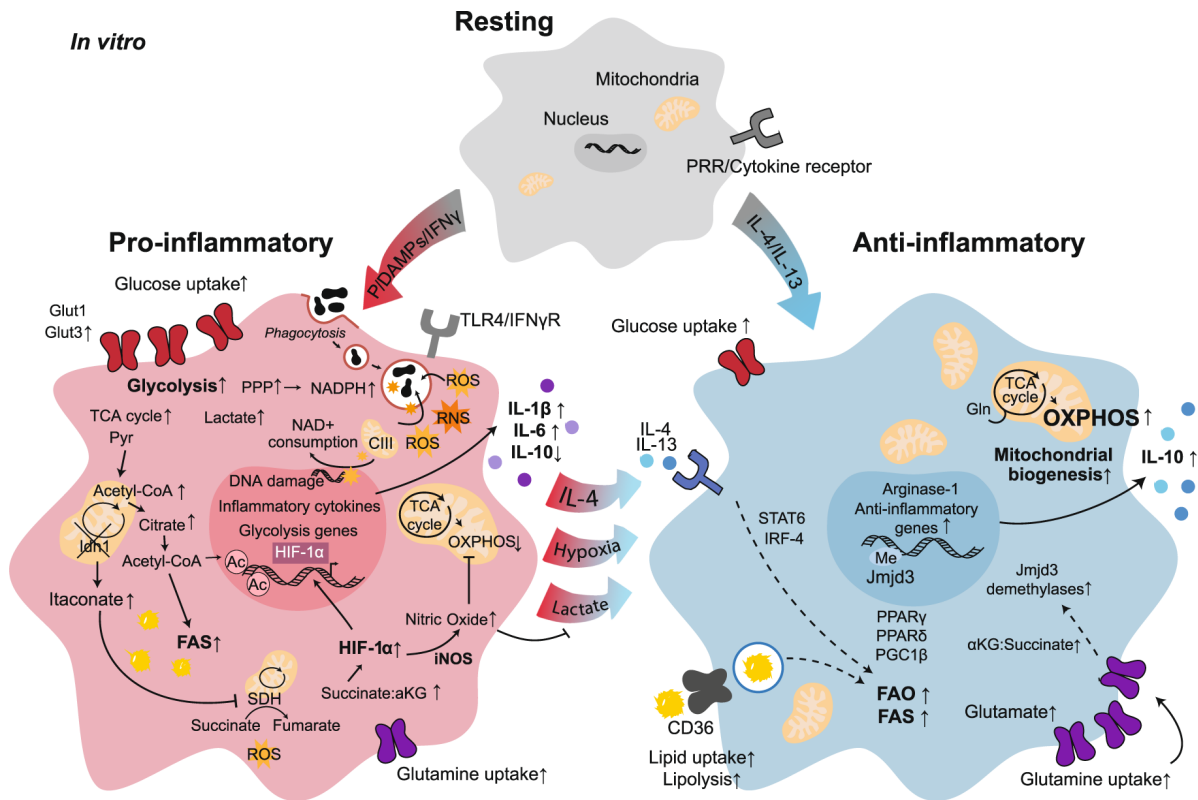 In vitro
Resting
Mitochondria
Nucleus
PRR/Cytokine receptor
P/DAMPs/IFNγ
IL-4/IL-13
Pro-inflammatory
Glucose uptake↑
Glut1
Glut3↑
Phagocytosis
TLR4/IFNγR
Glycolysis↑
PPP↑→
NADPH↑
ROS
RNS
TCA cycle↑
Lactate↑
Pyr
NAD+
consumption
CIII
ROS
IL-1β ↑
IL-6 ↑
IL-10↓
DNA damage
Acetyl-CoA ↑
Inflammatory cytokines
Citrate↑
Glycolysis genes
TCA
cycle
Idh1
OXPHOS↓
HIF-1α
Acetyl-CoA
Ac
Ac
Itaconate↑
Nitric Oxide↑
FAS↑
HIF-1α↑
iNOS
SDH
Succinate:aKG ↑
Succinate
Fumarate
ROS
Glutamine uptake↑
IL-4
Hypoxia
Lactate
Anti-inflammatory
Glucose uptake ↑
TCA
cycle
Gln
OXPHOS↑
IL-4
IL-13
Mitochondrial
biogenesis↑
IL-10 ↑
Arginase-1
Anti-inflammatory
genes ↑
STAT6
IRF-4
Me
Jmjd3
Jmjd3
demethylases↑
PPARγ
PPARδ
PGC1β
αKG:Succinate↑
FAO ↑
FAS ↑
CD36
Glutamate↑
Lipid uptake↑
Lipolysis↑
Glutamine uptake↑